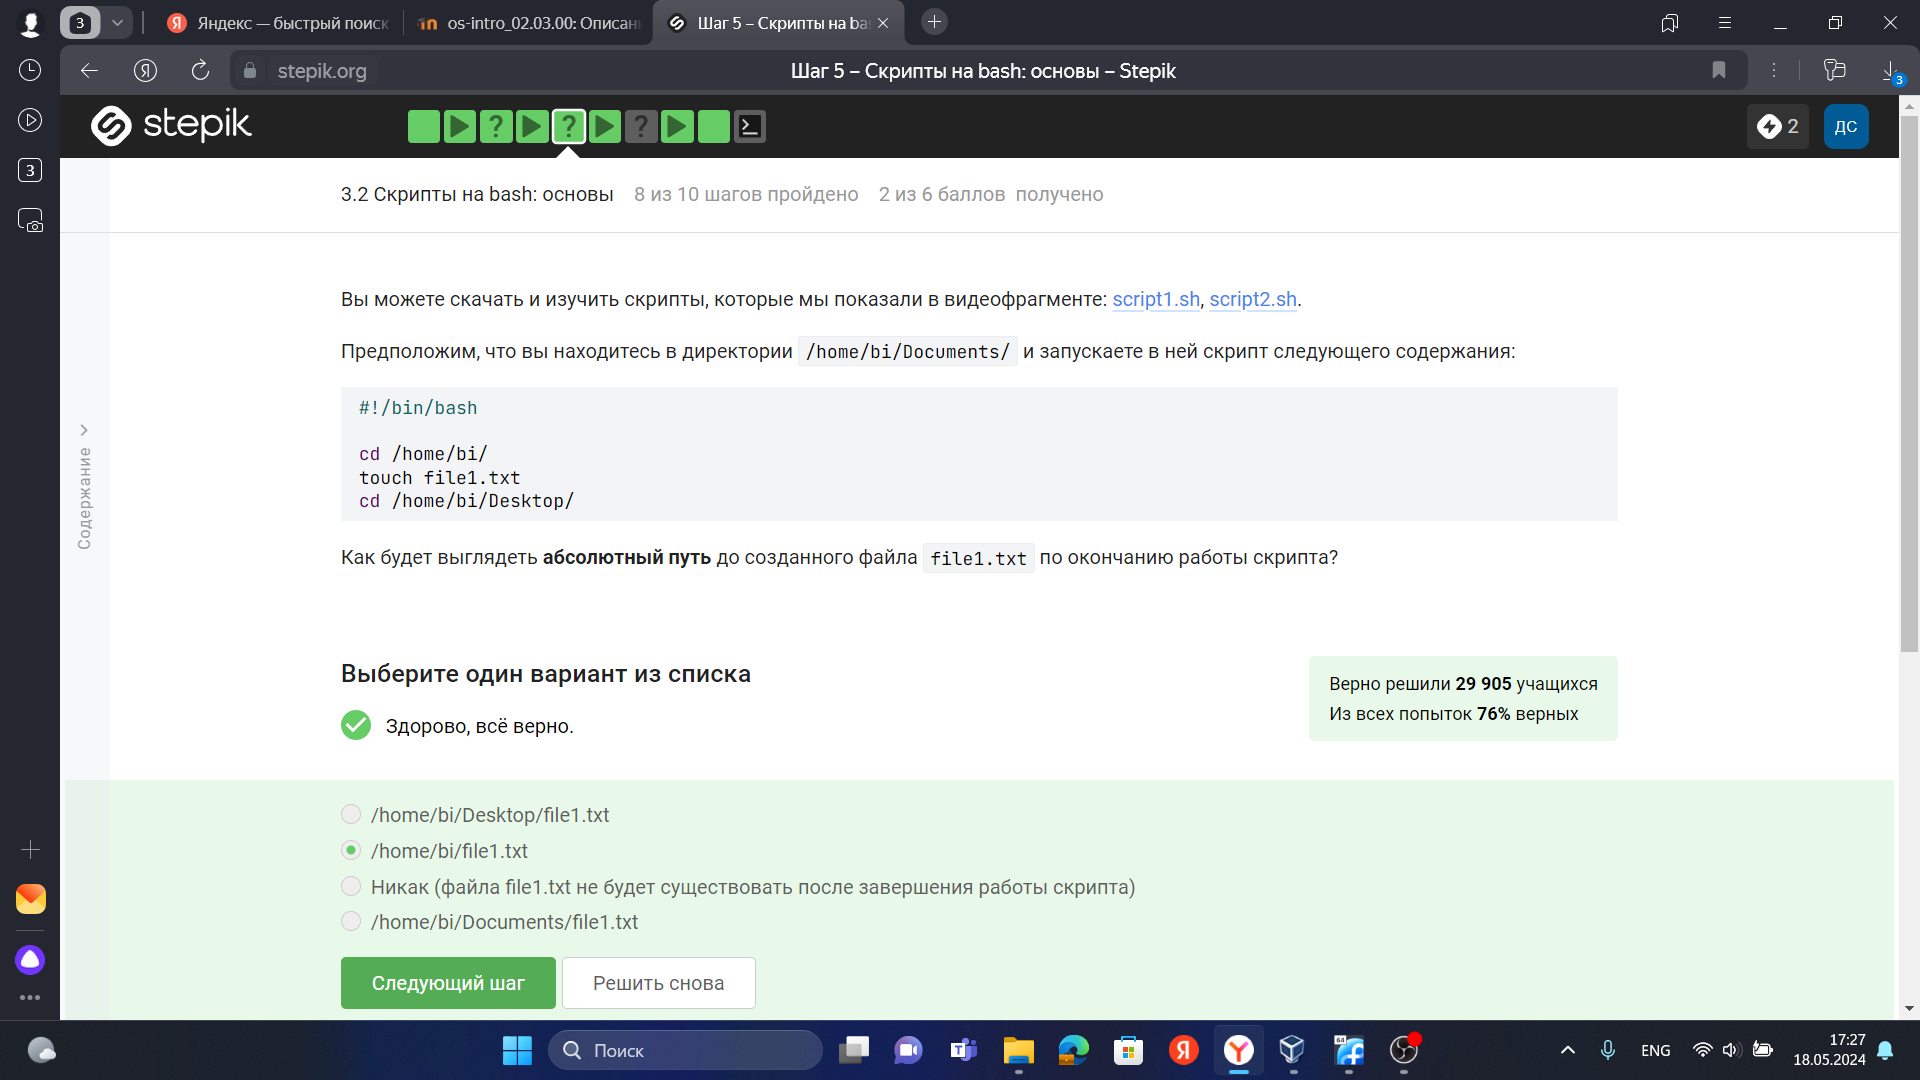 3
Яндекс — быстрый поиск
os-intro_02.03.00: Описан
Шаг 5 – Скрипты на ba
stepik.org
Шаг 5 – Скрипты на bash: основы – Stepik
3
3
stepik
2
ДС
3.2 Скрипты на bash: основы 8 из 10 шагов пройдено 2 из 6 баллов получено
Содержание
Вы можете скачать и изучить скрипты, которые мы показали в видеофрагменте: script1.sh, script2.sh.
Предположим, что вы находитесь в директории /home/bi/Documents/ и запускаете в ней скрипт следующего содержания:
#!/bin/bash
cd /home/bi/
touch file1.txt
cd /home/bi/Desktop/
Как будет выглядеть абсолютный путь до созданного файла file1.txt по окончанию работы скрипта?
Выберите один вариант из списка
Здорово, всё верно.
Верно решили 29 905 учащихся
Из всех попыток 76% верных
/home/bi/Desktop/file1.txt
/home/bi/file1.txt
Никак (файла file1.txt не будет существовать после завершения работы скрипта)
/home/bi/Documents/file1.txt
Следующий шаг
Решить снова
Поиск
64
ENG
17:27
18.05.2024